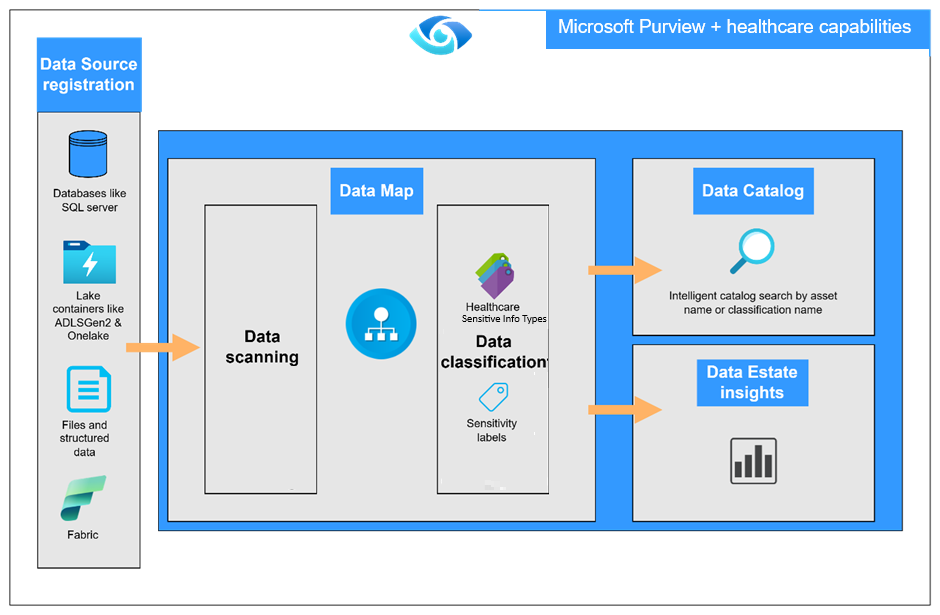 Microsoft Purview + healthcare capabilities
Data Source
registration
Databases like
SQL server
Lake
containers like
ADLSGen2 &
Onelake
Files and
structured
data
Fabric
Data Map
Data
scanning
Healthcare
Sensitive Info Types
Data
classification
Sensitivity
labels
Data Catalog
Intelligent catalog search by asset
name or classification name
Data Estate
insights